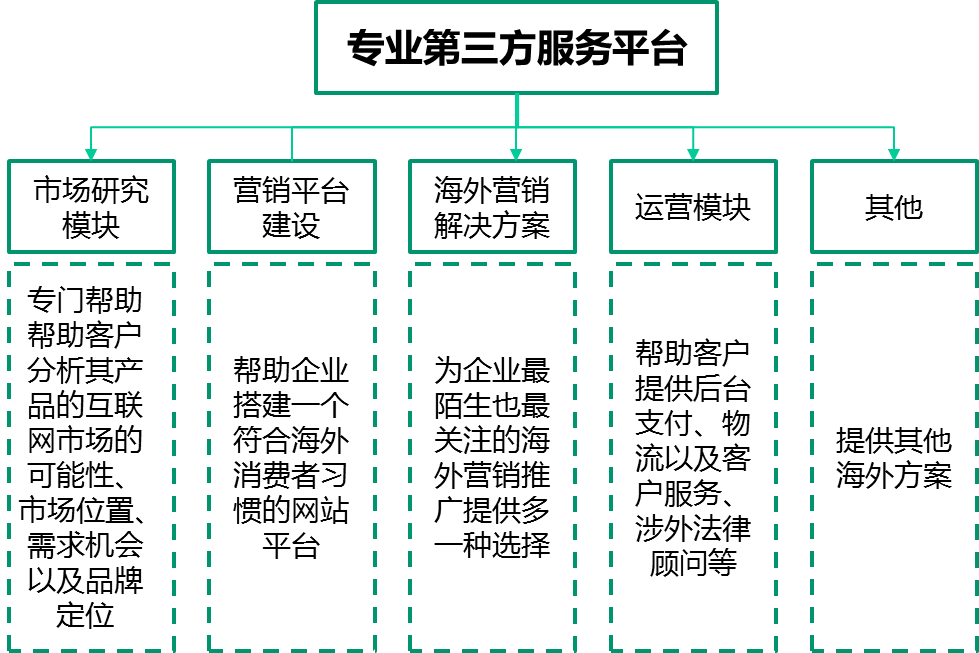 专业第三方服务平台
市场研究
模块
营销平台
建设
海外营销
解决方案
运营模块
其他
专门帮助
帮助客户
分析其产
品的互联
网市场的
可能性、
市场位置、
需求机会
以及品牌
定位
帮助企业
搭建一个
符合海外
消费者习
惯的网站
平台
为企业最
陌生也最
关注的海
外营销推
广提供多
一种选择
帮助客户
提供后台
支付、物
流以及客
户服务、
涉外法律
顾问等
提供其他
海外方案